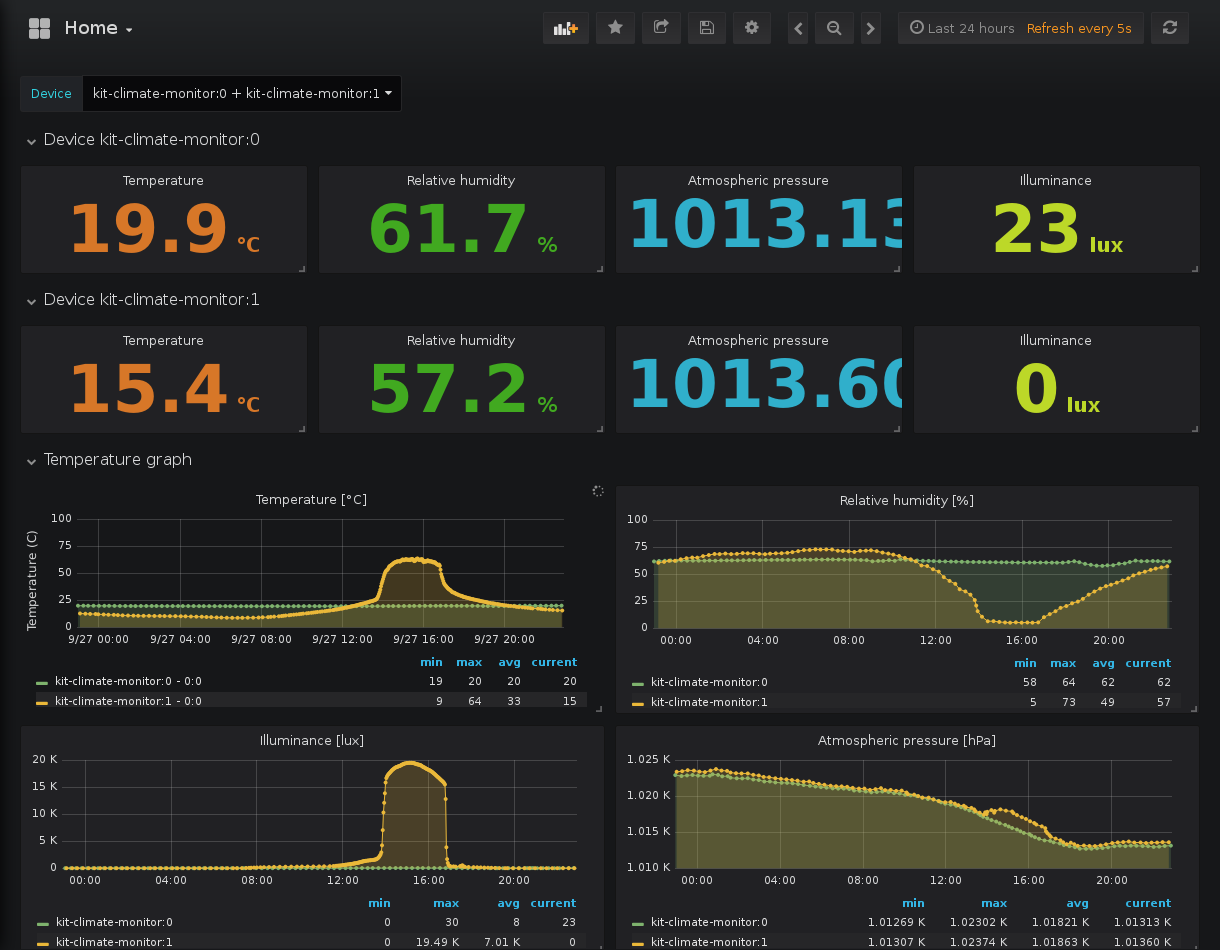 Home
Last 24 hours Refresh every 5s
Device kit-climate-monitor:0 + kit-climate-monitor:1
Device kit-climate-monitor:0
Temperature Relative humidity Atmospheric pressure Illuminance
19.9 °C 61.7 % 1013.13 23 lux
Device kit-climate-monitor:1
Temperature Relative humidity Atmospheric pressure Illuminance
15.4 °C 57.2 % 1013.60 0 lux
Temperature graph
Temperature [°C]
Temperature (C)
100
75
50
25
0
9/27 00:00 9/27 04:00 9/27 08:00 9/27 12:00 9/27 16:00 9/27 20:00
min max avg current
kit-climate-monitor:0 - 0:0 19 20 20 20
kit-climate-monitor:1 - 0:0 9 64 33 15
Relative humidity [%]
100
75
50
25
0
00:00 04:00 08:00 12:00 16:00 20:00
min max avg current
kit-climate-monitor:0 58 64 62 62
kit-climate-monitor:1 5 73 49 57
Illuminance [lux]
20 K
15 K
10 K
5 K
0
00:00 04:00 08:00 12:00 16:00 20:00
min max avg current
kit-climate-monitor:0 0 30 8 23
kit-climate-monitor:1 0 19.49 K 7.01 K 0
Atmospheric pressure [hPa]
1.025 K
1.020 K
1.015 K
1.010 K
00:00 04:00 08:00 12:00 16:00 20:00
min max avg current
kit-climate-monitor:0 1.01269 K 1.02302 K 1.01821 K 1.01313 K
kit-climate-monitor:1 1.01307 K 1.02374 K 1.01863 K 1.01360 K